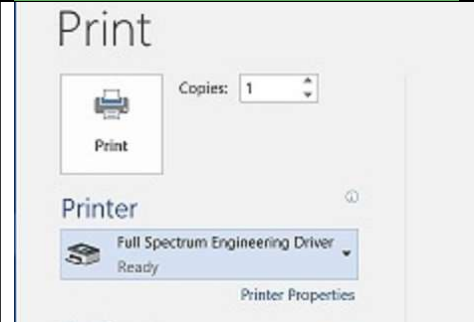 Print
Copies: 1
Print
Printer
Full Spectrum Engineering Driver
Ready
Printer Properties